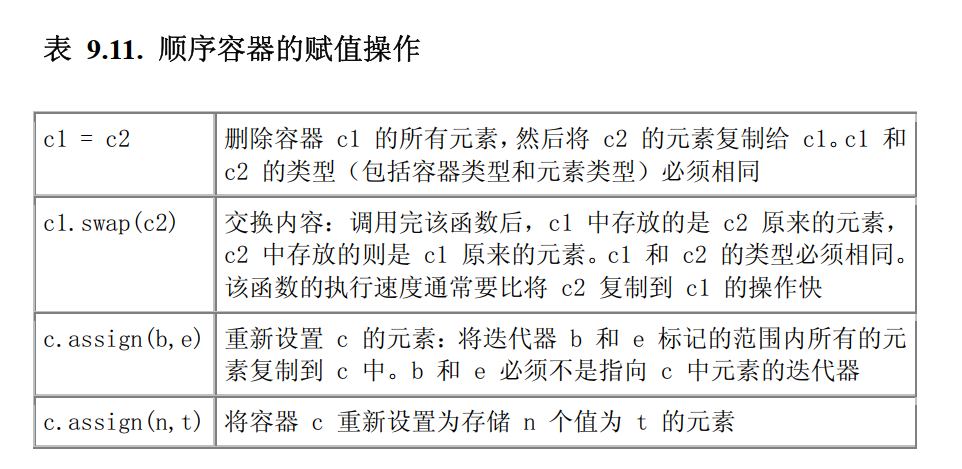 表 9.11. 顺序容器的赋值操作
c1 = c2
删除容器 c1 的所有元素，然后将 c2 的元素复制给 c1。c1 和
c2 的类型（包括容器类型和元素类型）必须相同
c1.swap(c2)
交换内容：调用完该函数后，c1 中存放的是 c2 原来的元素，
c2 中存放的则是 c1 原来的元素。c1 和 c2 的类型必须相同。
该函数的执行速度通常要比将 c2 复制到 c1 的操作快
c.assign(b,e)
重新设置 c 的元素：将迭代器 b 和 e 标记的范围内所有的元
素复制到 c 中。b 和 e 必须不是指向 c 中元素的迭代器
c.assign(n,t)
将容器 c 重新设置为存储 n 个值为 t 的元素